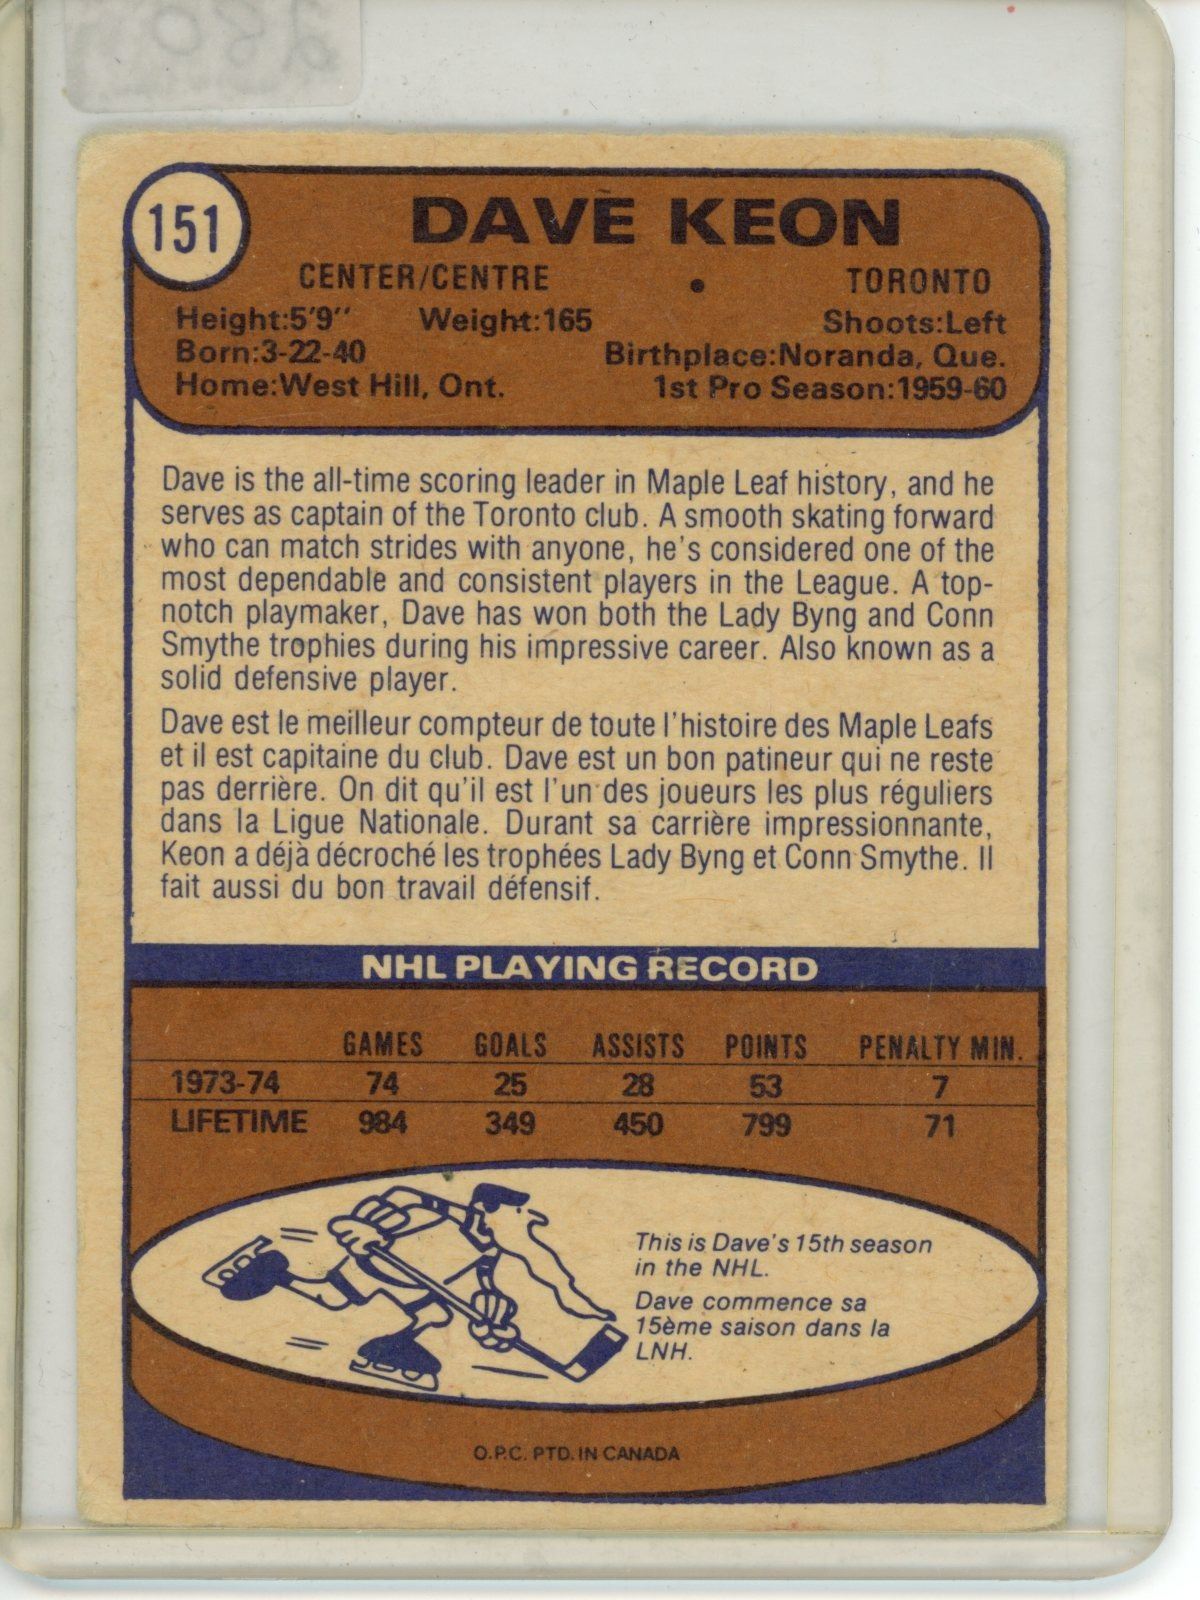 151
DAVE KEON
CENTER/CENTRE • TORONTO
Height:5'9" Weight:165 Shoots:Left
Born:3-22-40 Birthplace:Noranda, Que.
Home:West Hill, Ont. 1st Pro Season:1959-60
Dave is the all-time scoring leader in Maple Leaf history, and he
serves as captain of the Toronto club. A smooth skating forward
who can match strides with anyone, he's considered one of the
most dependable and consistent players in the League. A top-
notch playmaker, Dave has won both the Lady Byng and Conn
Smythe trophies during his impressive career. Also known as a
solid defensive player.
Dave est le meilleur compteur de toute l'histoire des Maple Leafs
et il est capitaine du club. Dave est un bon patineur qui ne reste
pas derrière. On dit qu'il est l'un des joueurs les plus réguliers
dans la Ligue Nationale. Durant sa carrière impressionnante,
Keon a déjà décroché les trophées Lady Byng et Conn Smythe. Il
fait aussi du bon travail défensif.
NHL PLAYING RECORD
GAMES GOALS ASSISTS POINTS PENALTY MIN.
1973-74 74 25 28 53 7
LIFETIME 984 349 450 799 71
This is Dave's 15th season
in the NHL.
Dave commence sa
15ème saison dans la
LNH.
O.P.C. PTD. IN CANADA